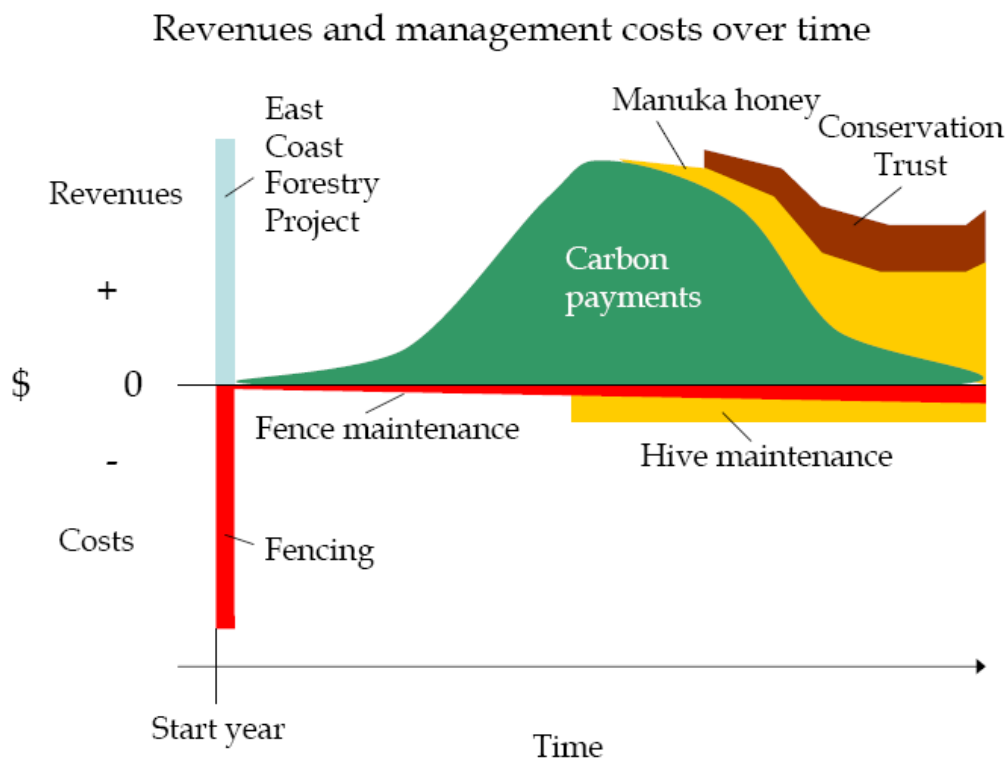 Revenues and management costs over time
East
Coast
Forestry
Project
Manuka honey
Conservation
Trust
Revenues
Carbon
payments
+
$ 0
Fence maintenance
Hive maintenance
-
Costs
Fencing
Start year
Time